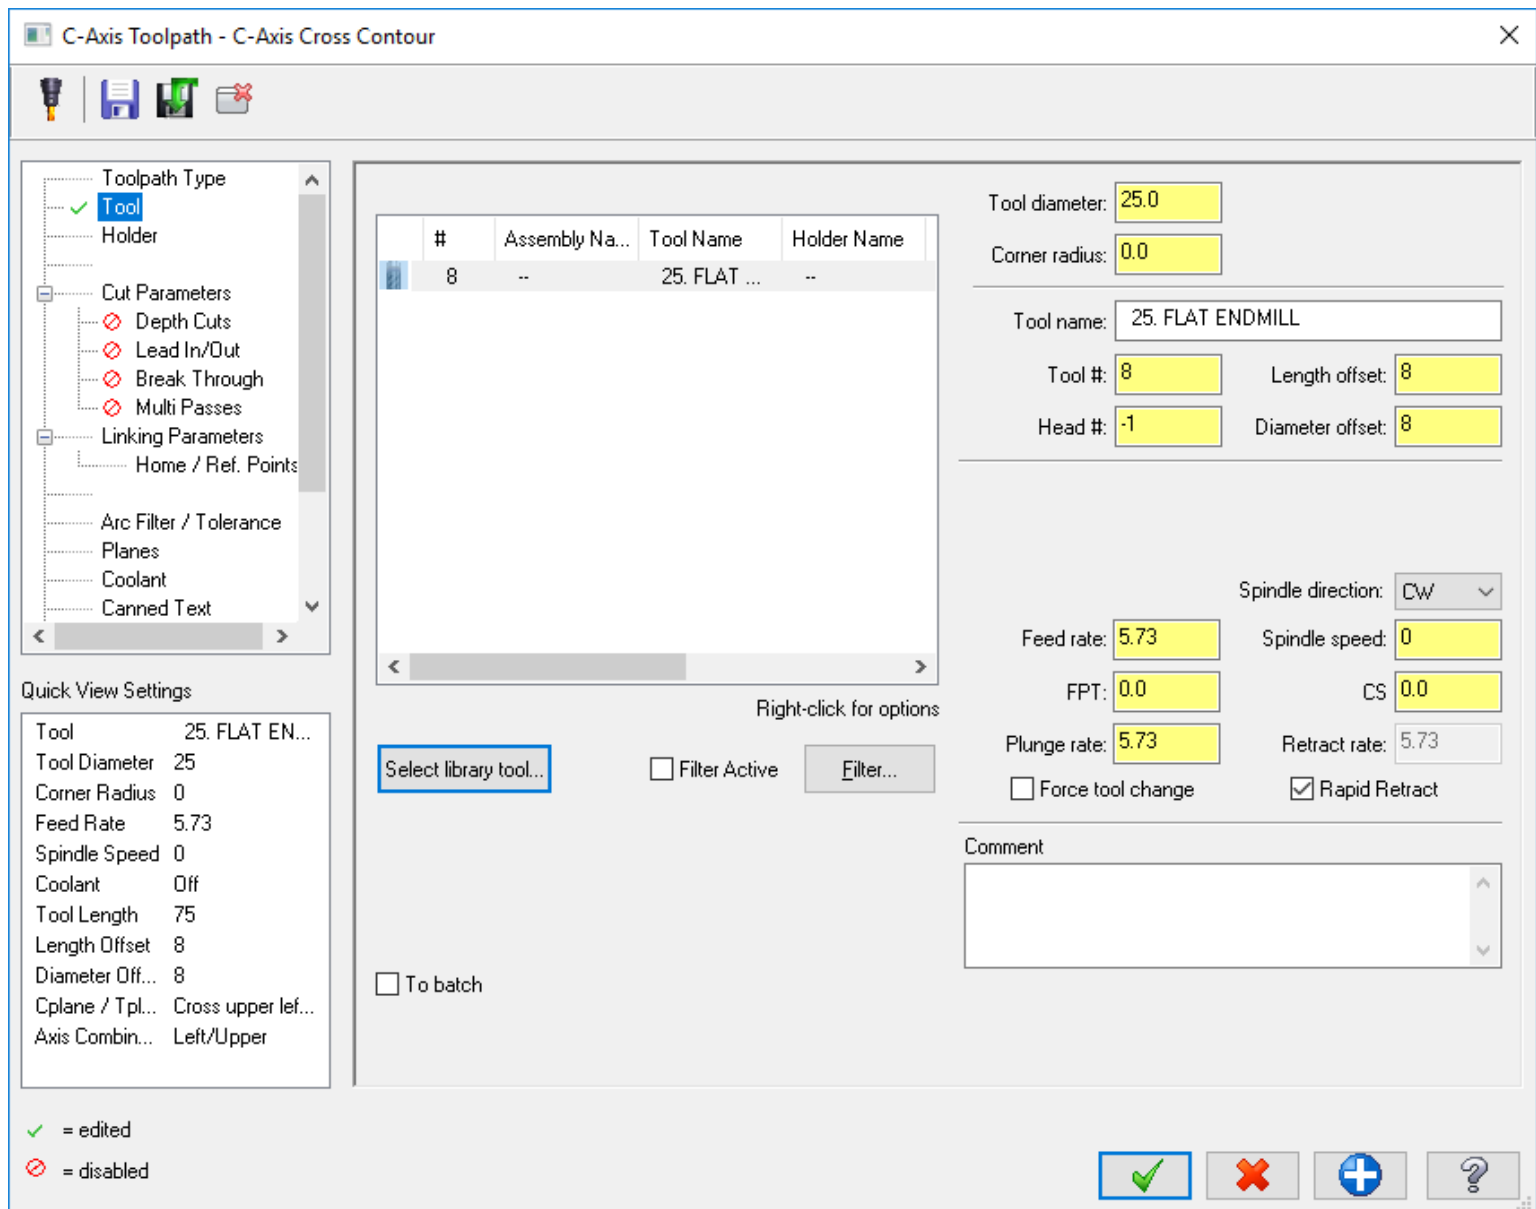 C-Axis Toolpath - C-Axis Cross Contour
Toolpath Type
Tool
Holder
Cut Parameters
Depth Cuts
Lead In/Out
Break Through
Multi Passes
Linking Parameters
Home / Ref. Points
Arc Filter / Tolerance
Planes
Coolant
Canned Text
Quick View Settings
Tool 25. FLAT EN...
Tool Diameter 25
Corner Radius 0
Feed Rate 5.73
Spindle Speed 0
Coolant Off
Tool Length 75
Length Offset 8
Diameter Off... 8
Cplane / Tpl... Cross upper lef...
Axis Combin... Left/Upper
= edited
= disabled
# Assembly Na... Tool Name Holder Name
8 -- 25. FLAT ... --
Right-click for options
Select library tool... Filter Active Filter...
To batch
Tool diameter: 25.0
Corner radius: 0.0
Tool name: 25. FLAT ENDMILL
Tool #: 8 Length offset: 8
Head #: -1 Diameter offset: 8
Spindle direction: CW
Feed rate: 5.73 Spindle speed: 0
FPT: 0.0 CS 0.0
Plunge rate: 5.73 Retract rate: 5.73
Force tool change Rapid Retract
Comment